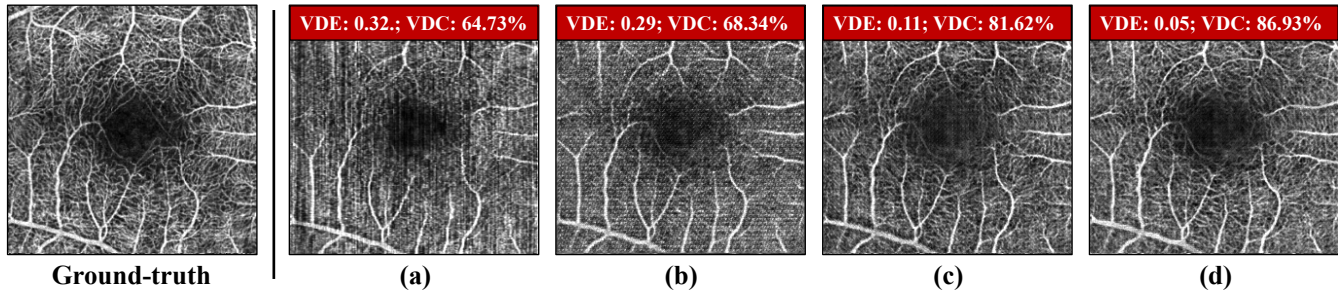 VDE: 0.32.; VDC: 64.73%
VDE: 0.29; VDC: 68.34%
VDE: 0.11; VDC: 81.62%
VDE: 0.05; VDC: 86.93%
Ground-truth
(a)
(b)
(c)
(d)